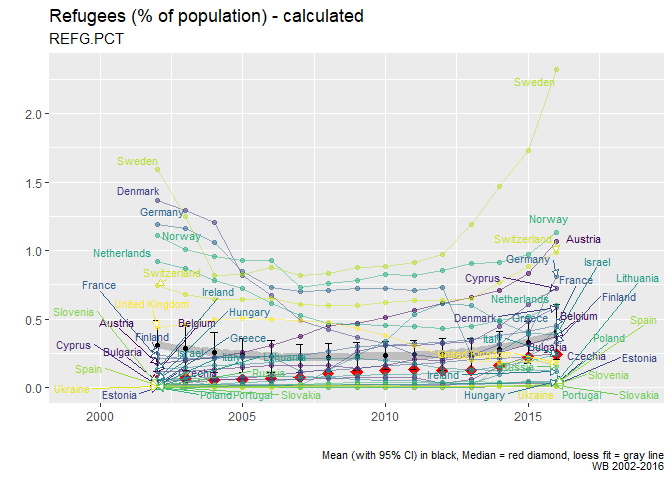 Refugees (% of population) - calculated
REFG.PCT
Sweden
2.0
Sweden
1.5
Denmark
Germany
Norway
Norway
Switzerland
Austria
Netherlands
1.0
Germany
Israel
Switzerland
Cyprus
France
Lithuania
France
Ireland
Netherlands
Finland
United Kingdom
Slovenia
Hungary
Denmark
Greece
Belgium
Spain
0.5
Austria
Belgium
Finland
Greece
Italy
Poland
Cyprus
Bulgaria
Israel
Bulgaria
Czechia
Estonia
Spain
Czechia
Russia
Ireland
Russia
Slovenia
0.0
Ukraine
Estonia
Poland
Portugal
Slovakia
Hungary
Ukraine
Portugal
Slovakia
2000
2005
2010
2015
Mean (with 95% CI) in black, Median = red diamond, loess fit = gray line
WB 2002-2016